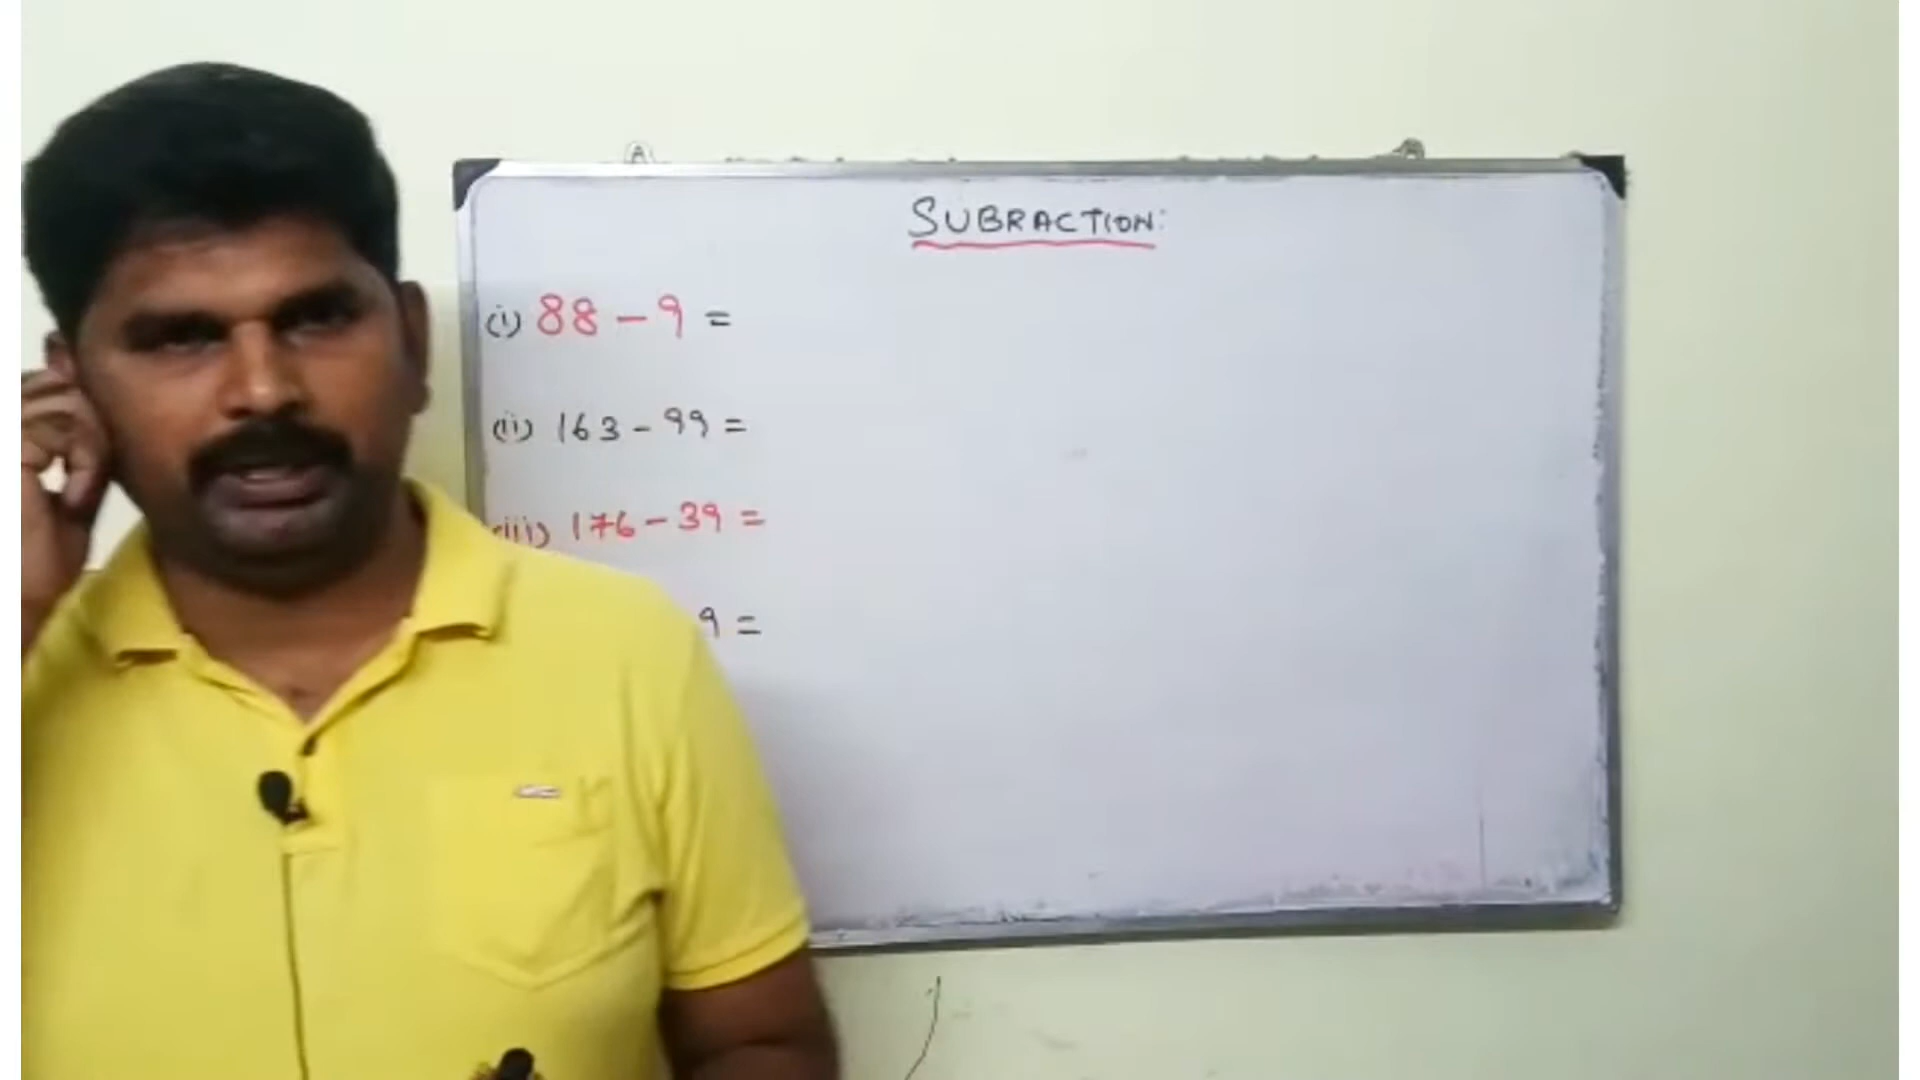 SUBRACTION:
(i) 88 - 9 =
(ii) 163 - 99 =
(iii) 176 - 39 =
9 =